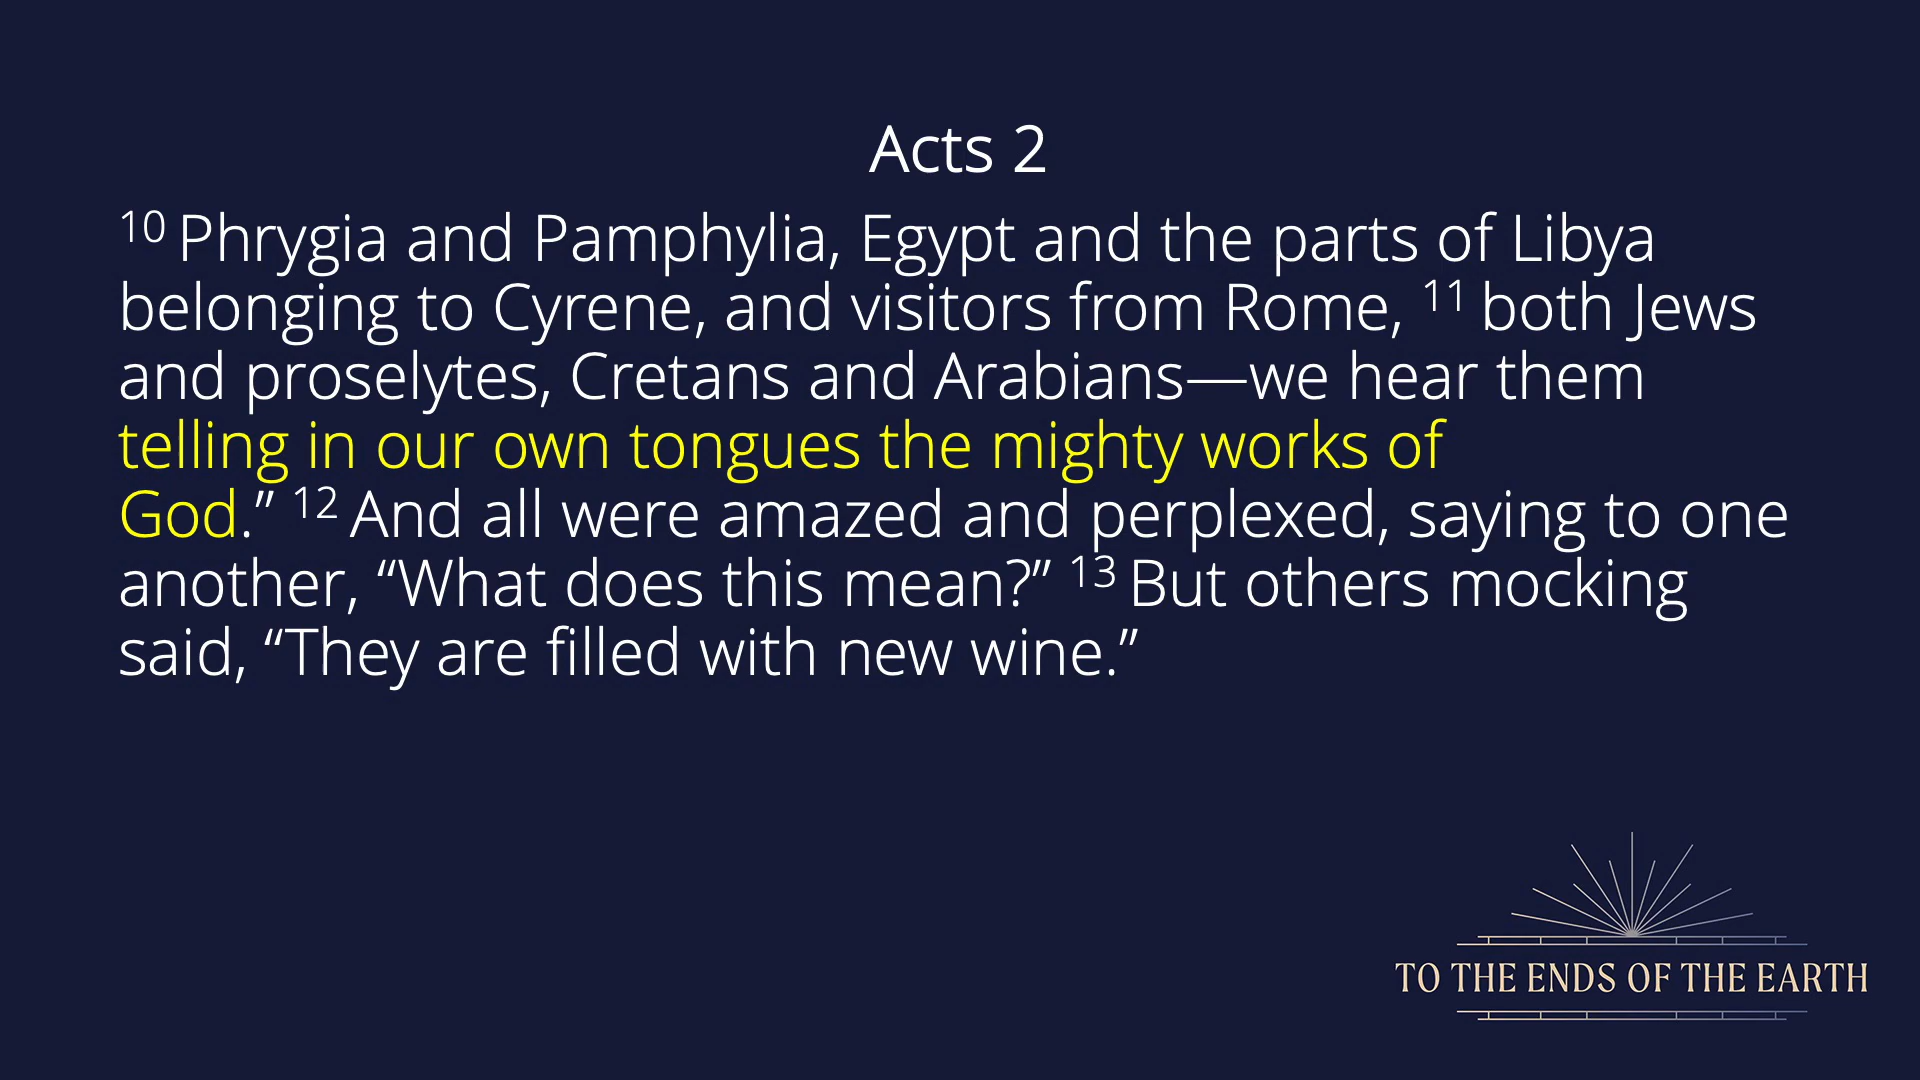 Acts 2
10 Phrygia and Pamphylia, Egypt and the parts of Libya
belonging to Cyrene, and visitors from Rome, 11 both Jews
and proselytes, Cretans and Arabians—we hear them
telling in our own tongues the mighty works of
God.” 12 And all were amazed and perplexed, saying to one
another, “What does this mean?” 13 But others mocking
said, “They are filled with new wine.”
TO THE ENDS OF THE EARTH